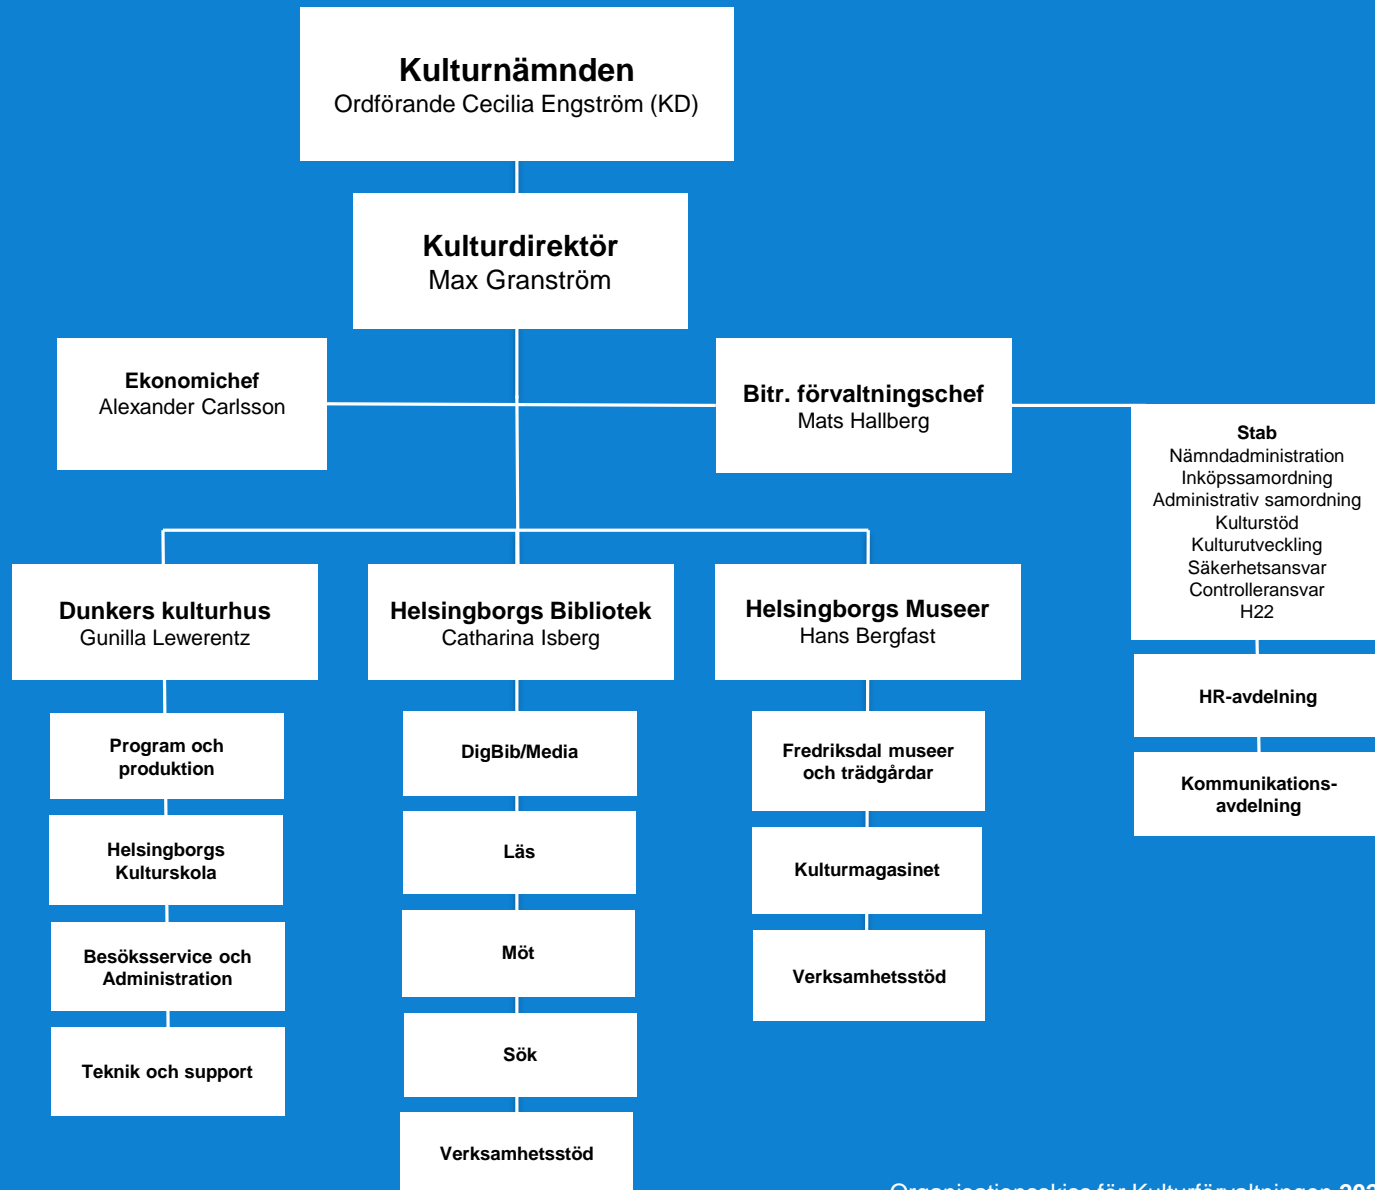 Kulturnämnden
Ordförande Cecilia Engström (KD)
Kulturdirektör
Max Granström
Ekonomichef
Alexander Carlsson
Bitr. förvaltningschef
Mats Hallberg
Stab
Nämndadministration
Inköpssamordning
Administrativ samordning
Kulturstöd
Kulturutveckling
Säkerhetsansvar
Controlleransvar
H22
HR-avdelning
Kommunikations-
avdelning
Dunkers kulturhus
Gunilla Lewerentz
Program och
produktion
Helsingborgs
Kulturskola
Besöksservice och
Administration
Teknik och support
Helsingborgs Bibliotek
Catharina Isberg
DigBib/Media
Läs
Möt
Sök
Verksamhetsstöd
Helsingborgs Museer
Hans Bergfast
Fredriksdal museer
och trädgårdar
Kulturmagasinet
Verksamhetsstöd
Organisationsskiss för Kulturförvaltningen